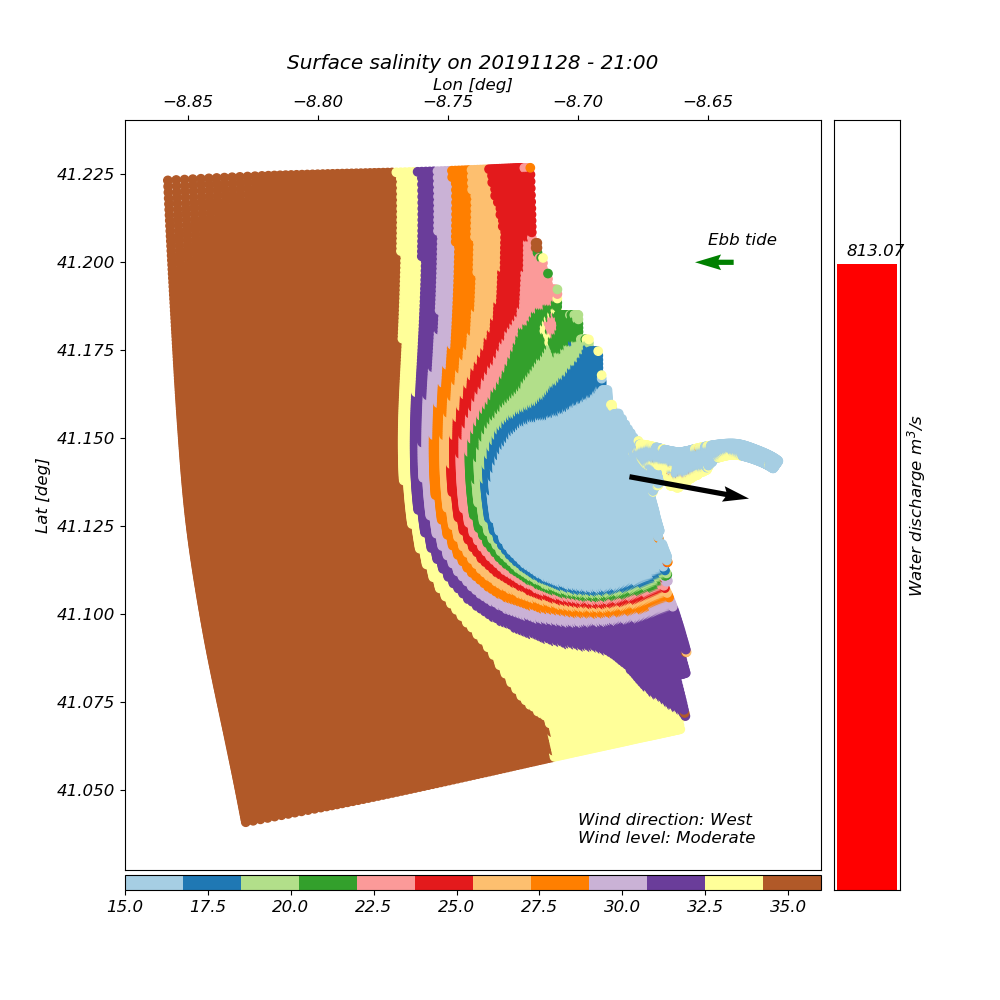 Surface salinity on 20191128 - 21:00
Lon [deg]
−8.85 −8.80 −8.75 −8.70 −8.65
41.225
41.200
41.175
41.150
41.125
41.100
41.075
41.050
Lat [deg]
Ebb tide
813.07
Water discharge m³/s
Wind direction: West
Wind level: Moderate
15.0 17.5 20.0 22.5 25.0 27.5 30.0 32.5 35.0